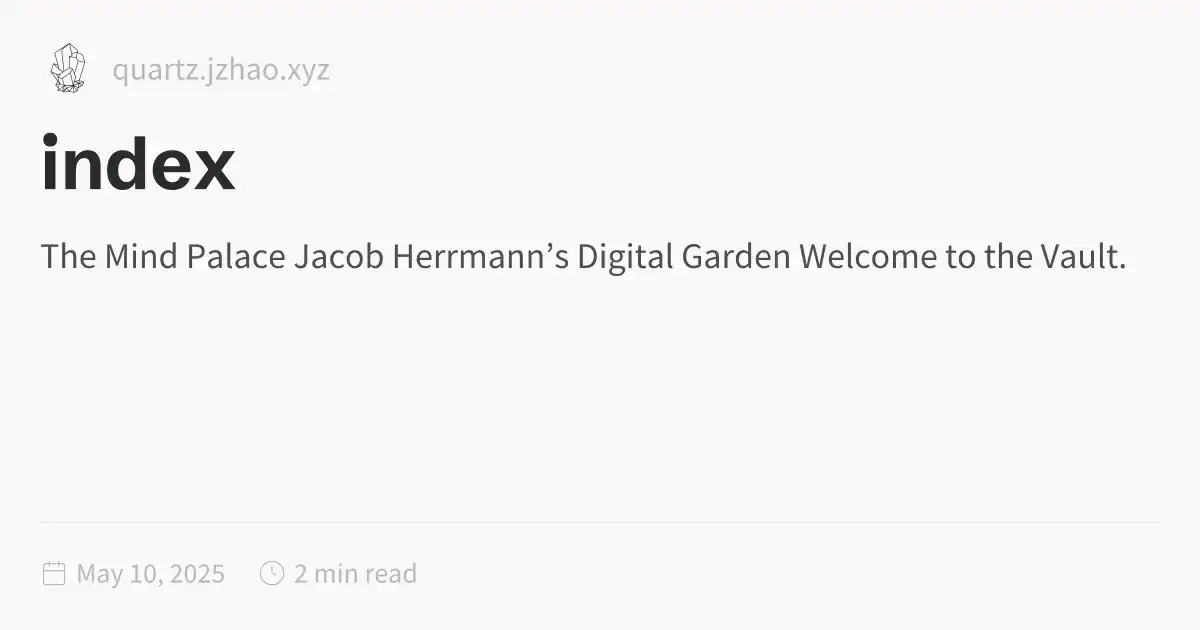 quartz.jzhao.xyz
index
The Mind Palace Jacob Herrmann’s Digital Garden Welcome to the Vault.
May 10, 2025 2 min read